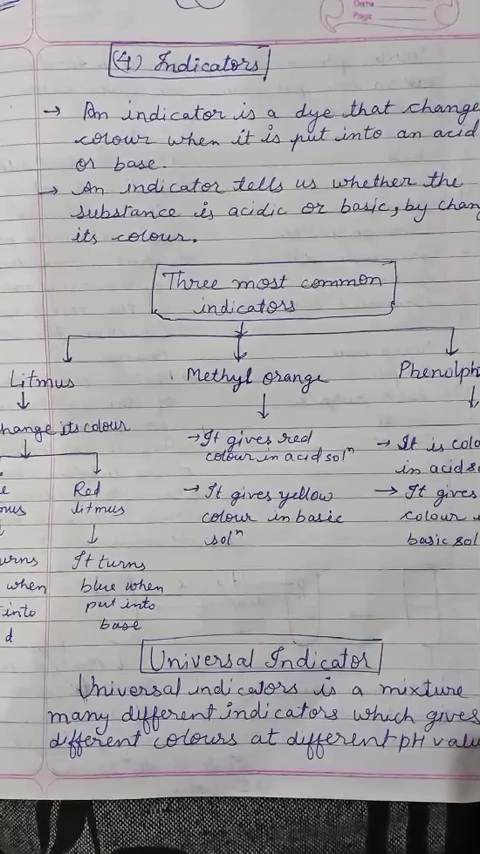 Date
Page
(4) Indicators
→ An indicator is a dye that change
colour when it is put into an acid
or base.
→ An indicator tells us whether the
substance is acidic or basic, by chan
its colour.
Three most common
indicators
Litmus
hange its colour
e
mus
urns
when
into
d
Red
litmus
It turns
blue when
put into
base
Methyl orange
→ It gives red
colour in acid solⁿ
→ It gives yellow
colour in basic
solⁿ
Phenolph
→ It is colo
in acid s
→ It gives
colour
basic sol
Universal Indicator
Universal indicators is a mixture
many different indicators which gives
different colours at different pH valu